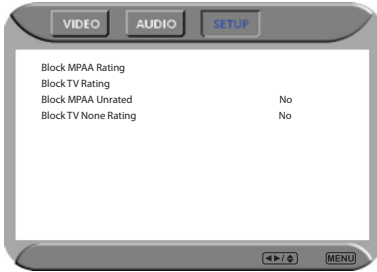 VIDEO AUDIO SETUP
Block MPAA Rating
Block TV Rating
Block MPAA Unrated No
Block TV None Rating No
MENU